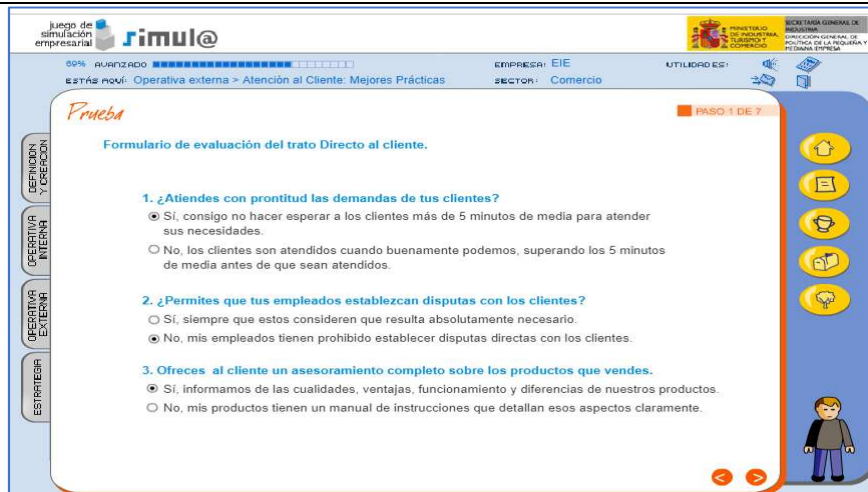 juego de
simulación
empresarial
simul@
MINISTERIO
DE INDUSTRIA,
TURISMO Y
COMERCIO
SECRETARÍA GENERAL DE
INDUSTRIA
DIRECCIÓN GENERAL DE
POLÍTICA DE LA PEQUEÑA Y
MEDIANA EMPRESA
69% AVANZADO
EMPRESA: EIE
UTILIDADES:
ESTÁS AQUÍ: Operativa externa > Atención al Cliente: Mejores Prácticas
SECTOR: Comercio
Prueba
PASO 1 DE 7
Formulario de evaluación del trato Directo al cliente.
DEFINICION
Y CREACION
OPERATIVA
INTERNA
OPERATIVA
EXTERNA
ESTRATEGIA
1. ¿Atiendes con prontitud las demandas de tus clientes?
Sí, consigo no hacer esperar a los clientes más de 5 minutos de media para atender
sus necesidades.
No, los clientes son atendidos cuando buenamente podemos, superando los 5 minutos
de media antes de que sean atendidos.
2. ¿Permites que tus empleados establezcan disputas con los clientes?
Sí, siempre que estos consideren que resulta absolutamente necesario.
No, mis empleados tienen prohibido establecer disputas directas con los clientes.
3. Ofreces al cliente un asesoramiento completo sobre los productos que vendes.
Sí, informamos de las cualidades, ventajas, funcionamiento y diferencias de nuestros productos.
No, mis productos tienen un manual de instrucciones que detallan esos aspectos claramente.